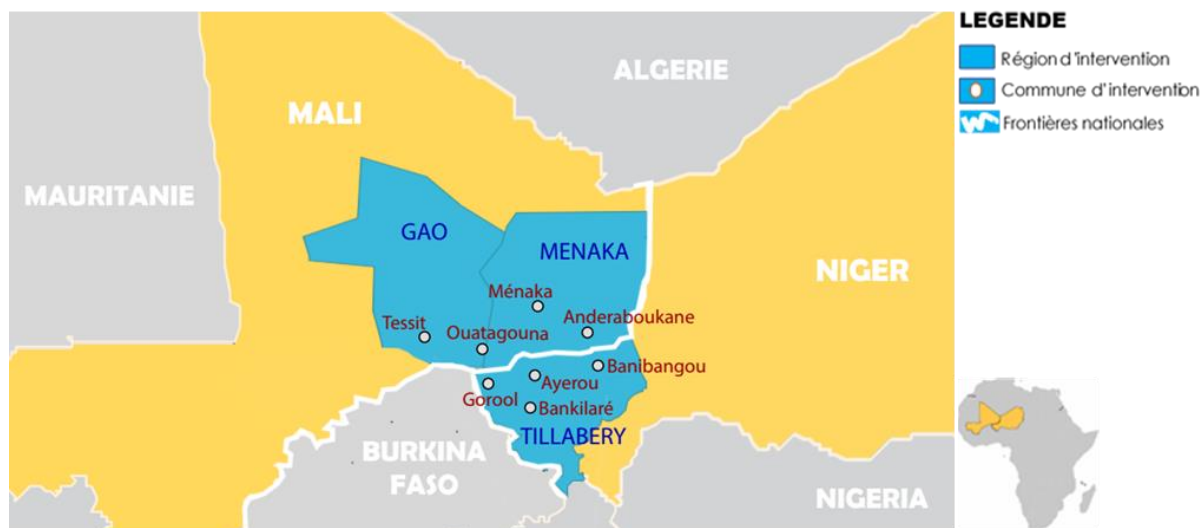 LEGENDE
Région d'intervention
Commune d'intervention
Frontières nationales
ALGERIE
MALI
MAURITANIE
GAO
MENAKA
NIGER
Ménaka
Anderaboukane
Tessit
Ouatagouna
Banibangou
Ayerou
Gorool
Bankilaré
TILLABERY
BURKINA
FASO
NIGERIA